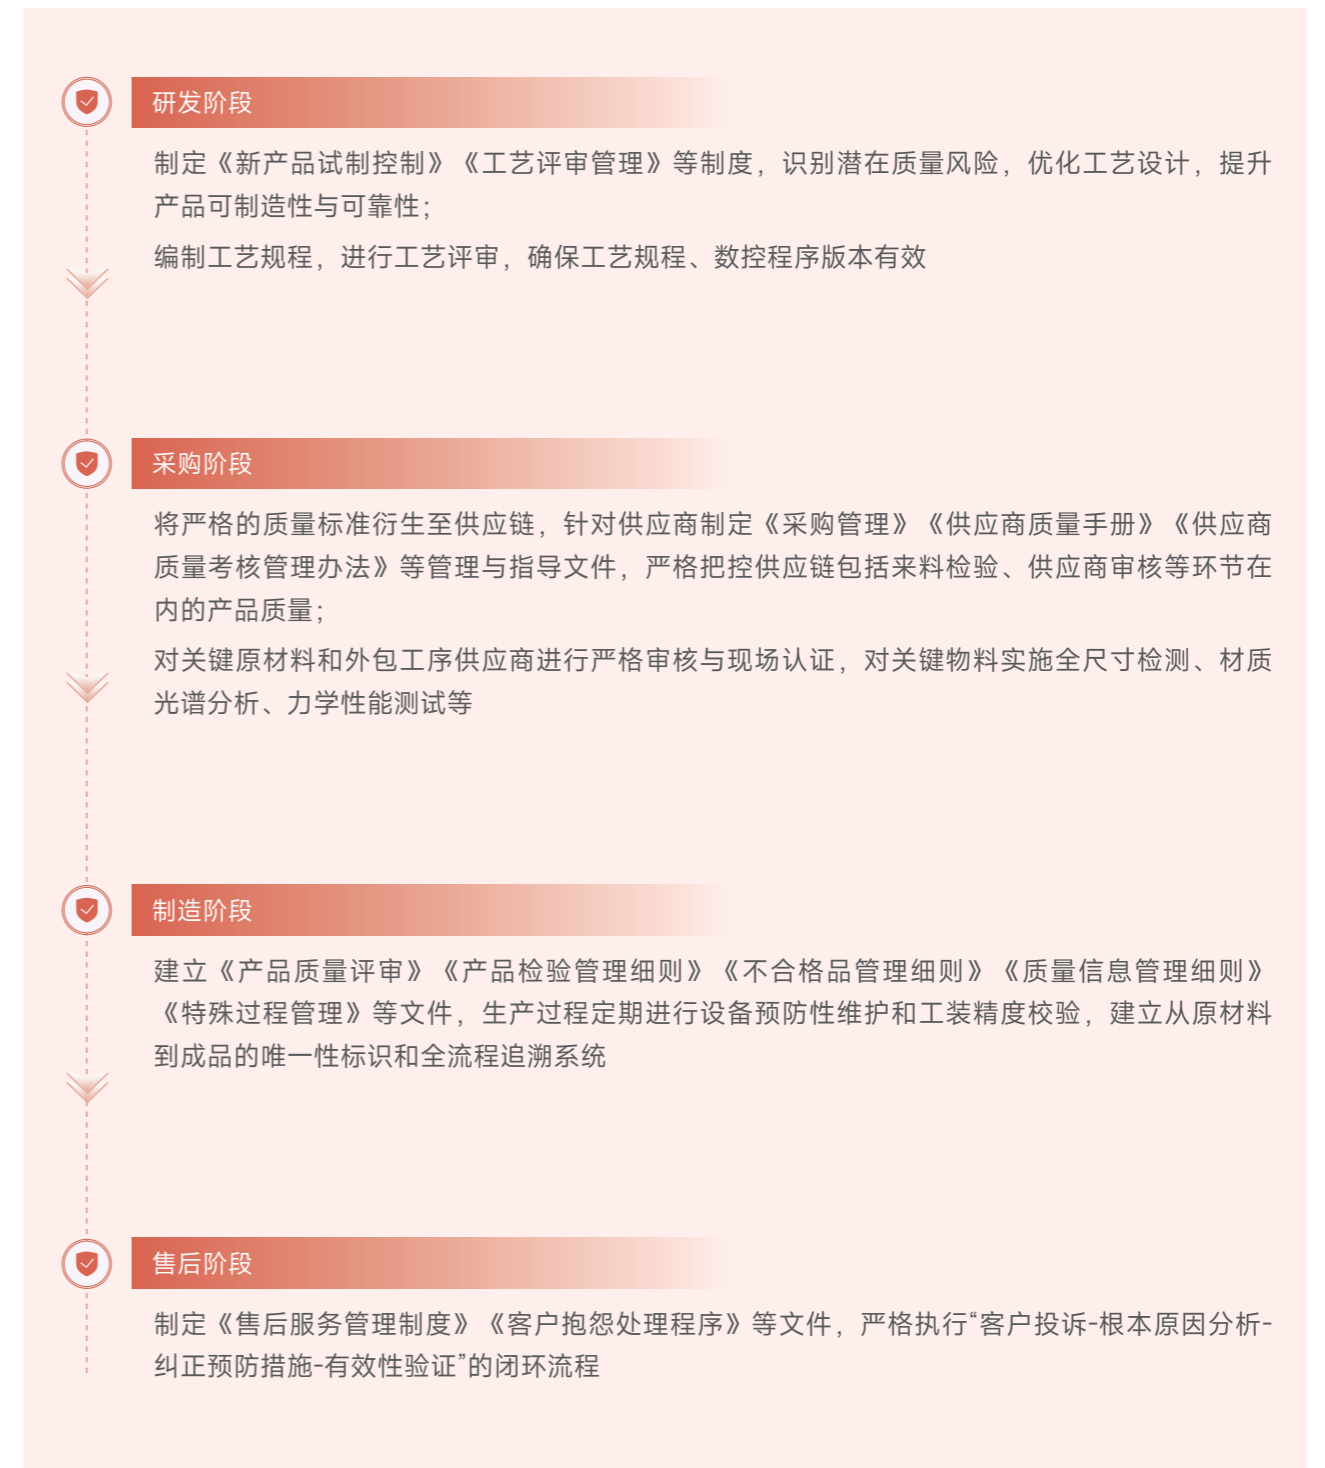 研发阶段
制定《新产品试制控制》《工艺评审管理》等制度，识别潜在质量风险，优化工艺设计，提升
产品可制造性与可靠性；
编制工艺规程，进行工艺评审，确保工艺规程、数控程序版本有效
采购阶段
将严格的质量标准衍生至供应链，针对供应商制定《采购管理》《供应商质量手册》《供应商
质量考核管理办法》等管理与指导文件，严格把控供应链包括来料检验、供应商审核等环节在
内的产品质量；
对关键原材料和外包工序供应商进行严格审核与现场认证，对关键物料实施全尺寸检测、材质
光谱分析、力学性能测试等
制造阶段
建立《产品质量评审》《产品检验管理细则》《不合格品管理细则》《质量信息管理细则》
《特殊过程管理》等文件，生产过程定期进行设备预防性维护和工装精度校验，建立从原材料
到成品的唯一性标识和全流程追溯系统
售后阶段
制定《售后服务管理制度》《客户抱怨处理程序》等文件，严格执行“客户投诉-根本原因分析-
纠正预防措施-有效性验证”的闭环流程